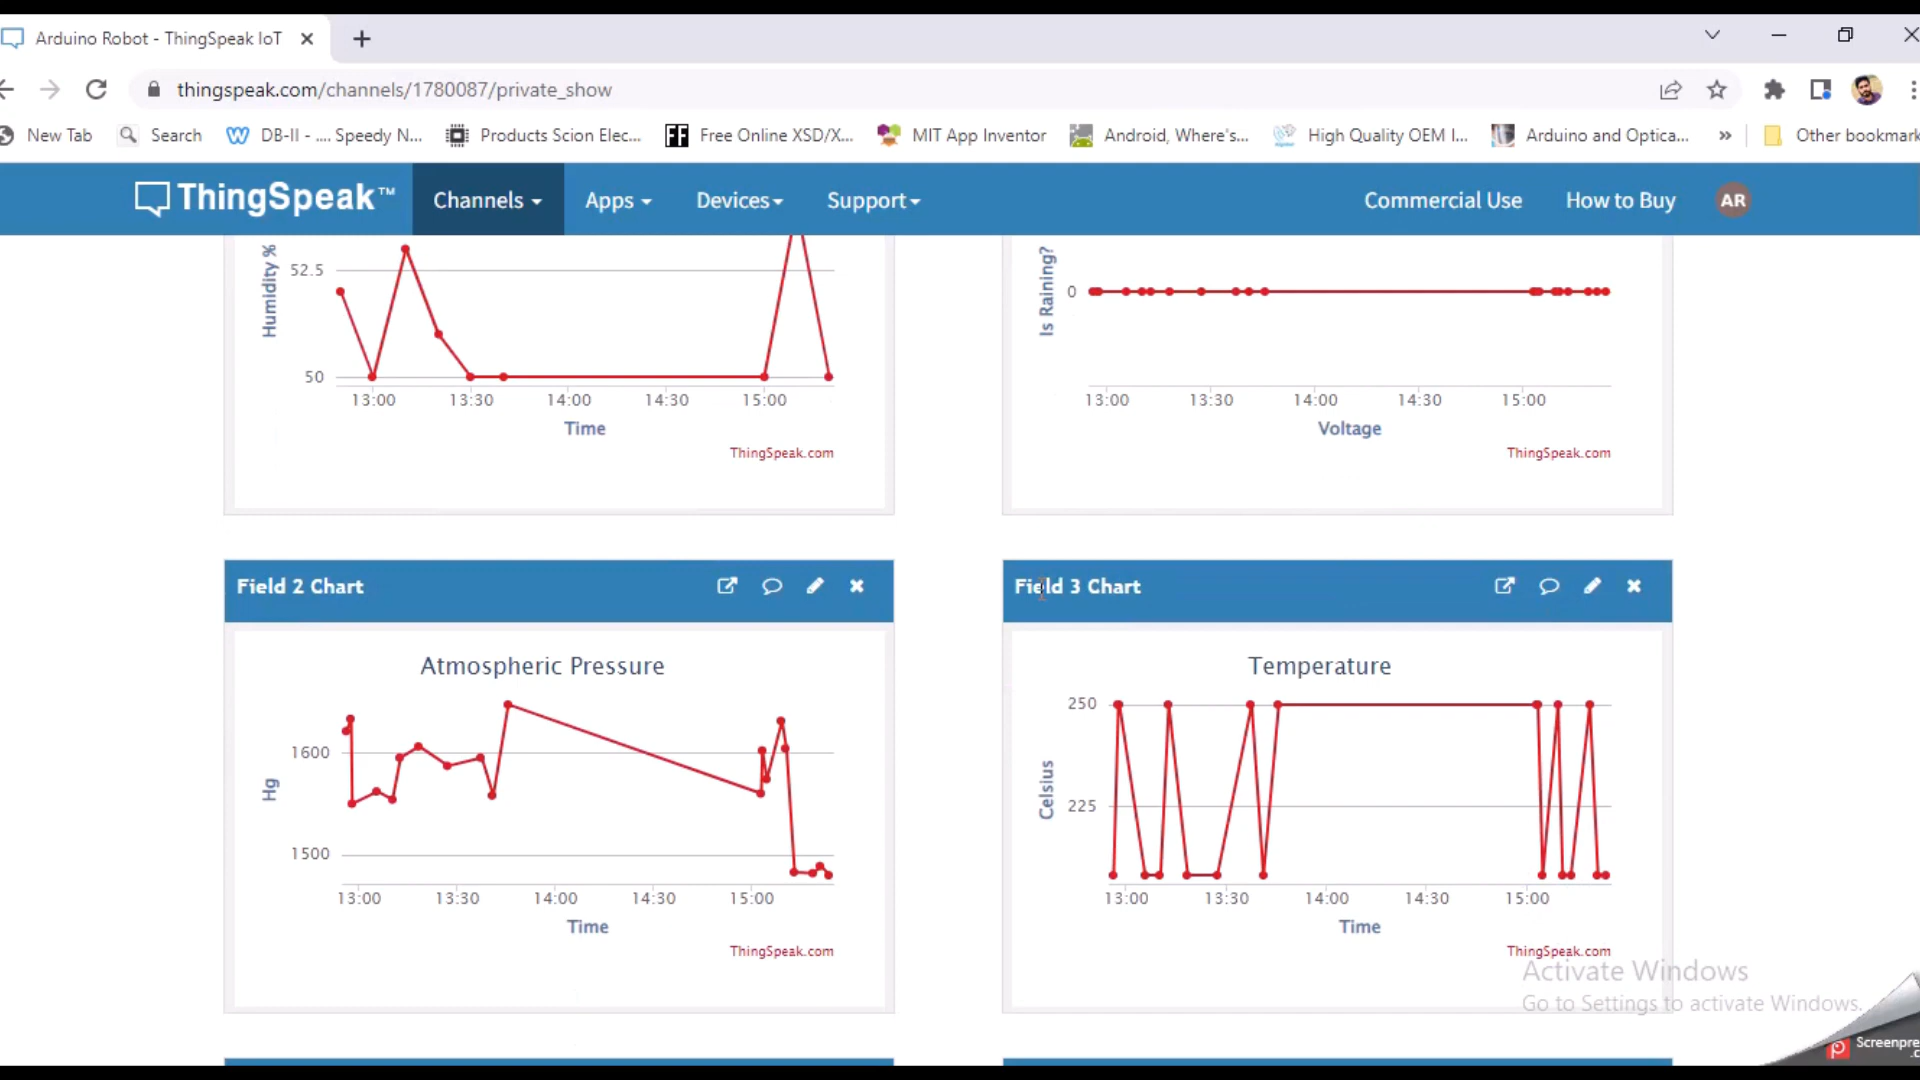 Arduino Robot - ThingSpeak IoT
thingspeak.com/channels/1780087/private_show
New Tab
Search
DB-II - .... Speedy N...
Products Scion Elec...
Free Online XSD/X...
MIT App Inventor
Android, Where's...
High Quality OEM I...
Arduino and Optica...
»
Other bookmark
ThingSpeak™
Channels
Apps
Devices
Support
Commercial Use
How to Buy
AR
Humidity %
52.5
50
13:00 13:30 14:00 14:30 15:00
Time
ThingSpeak.com
Is Raining?
0
13:00 13:30 14:00 14:30 15:00
Voltage
ThingSpeak.com
Field 2 Chart
Atmospheric Pressure
Hg
1600
1500
13:00 13:30 14:00 14:30 15:00
Time
ThingSpeak.com
Field 3 Chart
Temperature
Celsius
250
225
13:00 13:30 14:00 14:30 15:00
Time
ThingSpeak.com
Activate Windows
Go to Settings to activate Windows.
Screenpre
.c